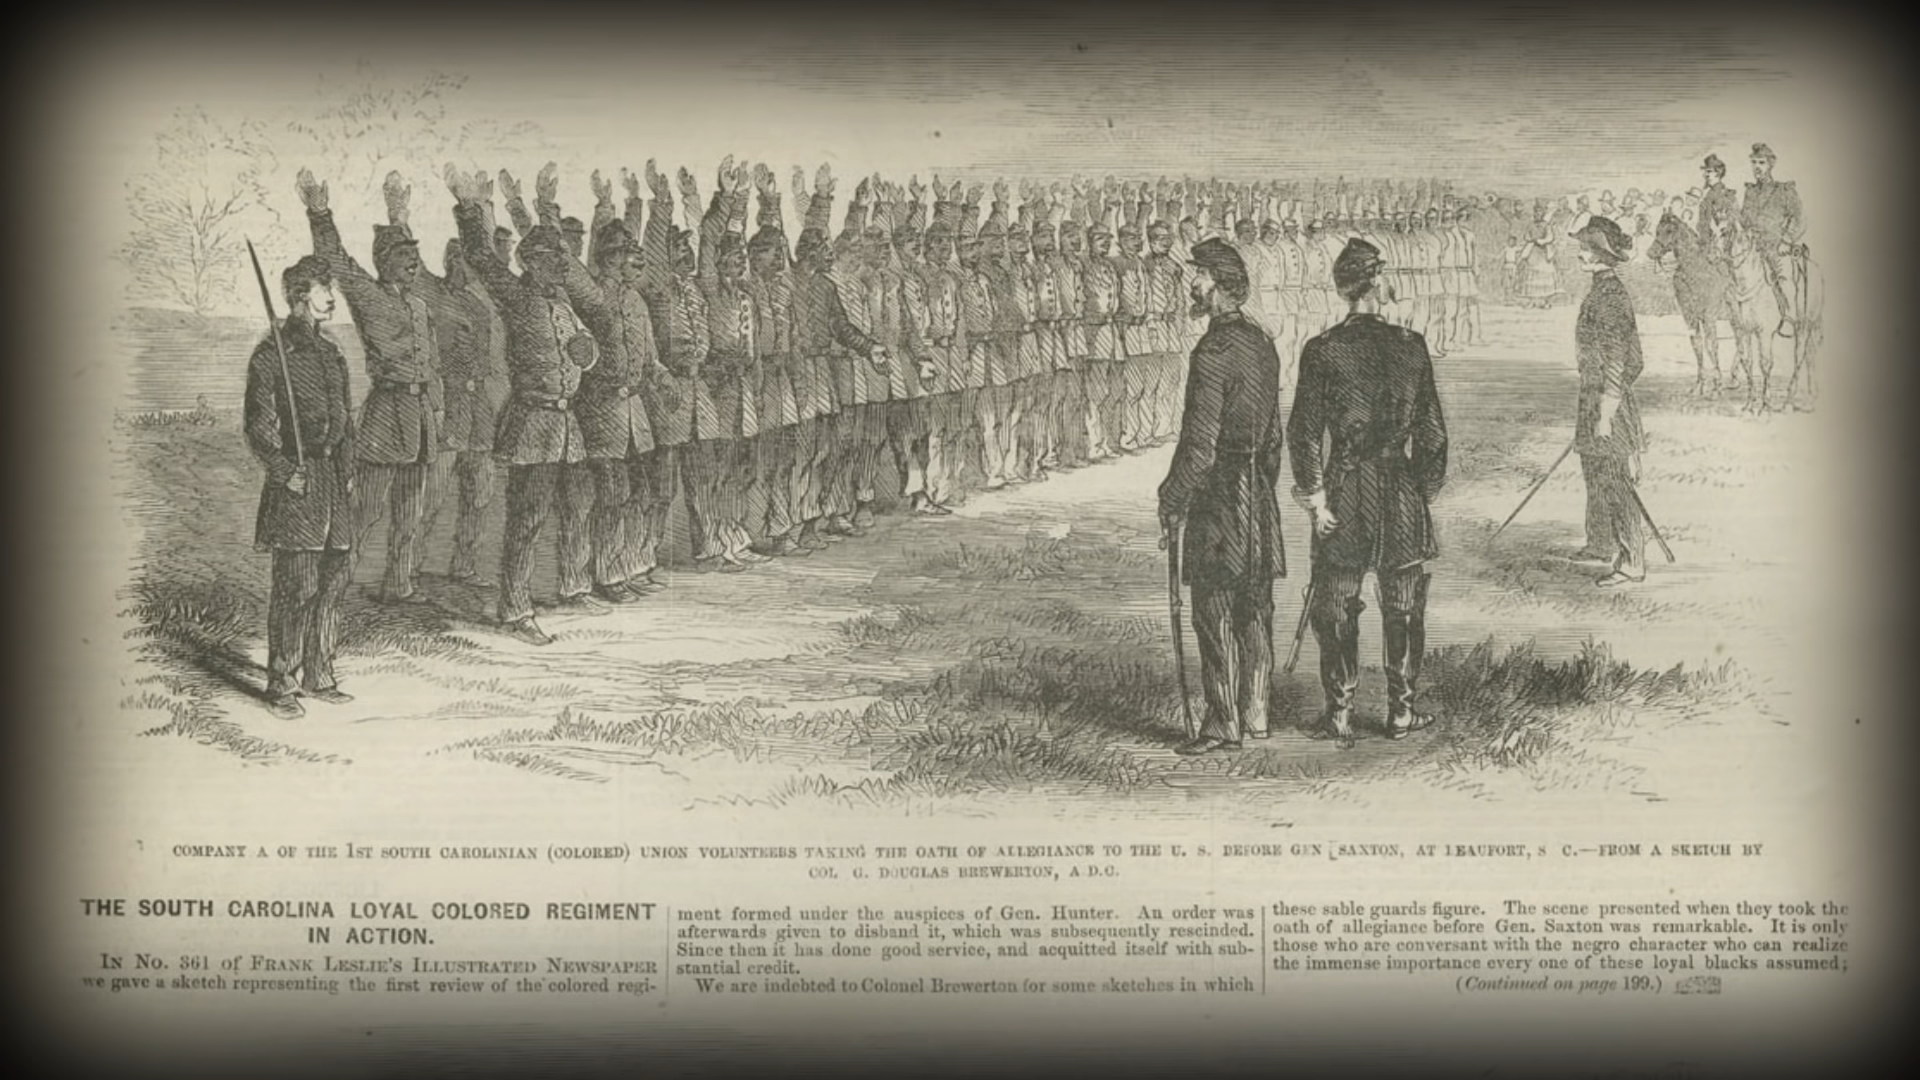 COMPANY A OF THE 1ST SOUTH CAROLINIAN (COLORED) UNION VOLUNTEERS TAKING THE OATH OF ALLEGIANCE TO THE U. S. BEFORE GEN SAXTON, AT BEAUFORT, S C.—FROM A SKETCH BY
COL G. DOUGLAS BREWERTON, A D.C.
THE SOUTH CAROLINA LOYAL COLORED REGIMENT
IN ACTION.
IN No. 361 of FRANK LESLIE'S ILLUSTRATED NEWSPAPER
we gave a sketch representing the first review of the colored regi-
ment formed under the auspices of Gen. Hunter. An order was
afterwards given to disband it, which was subsequently rescinded.
Since then it has done good service, and acquitted itself with sub-
stantial credit.
We are indebted to Colonel Brewerton for some sketches in which
these sable guards figure. The scene presented when they took the
oath of allegiance before Gen. Saxton was remarkable. It is only
those who are conversant with the negro character who can realize
the immense importance every one of these loyal blacks assumed;
(Continued on page 199.)